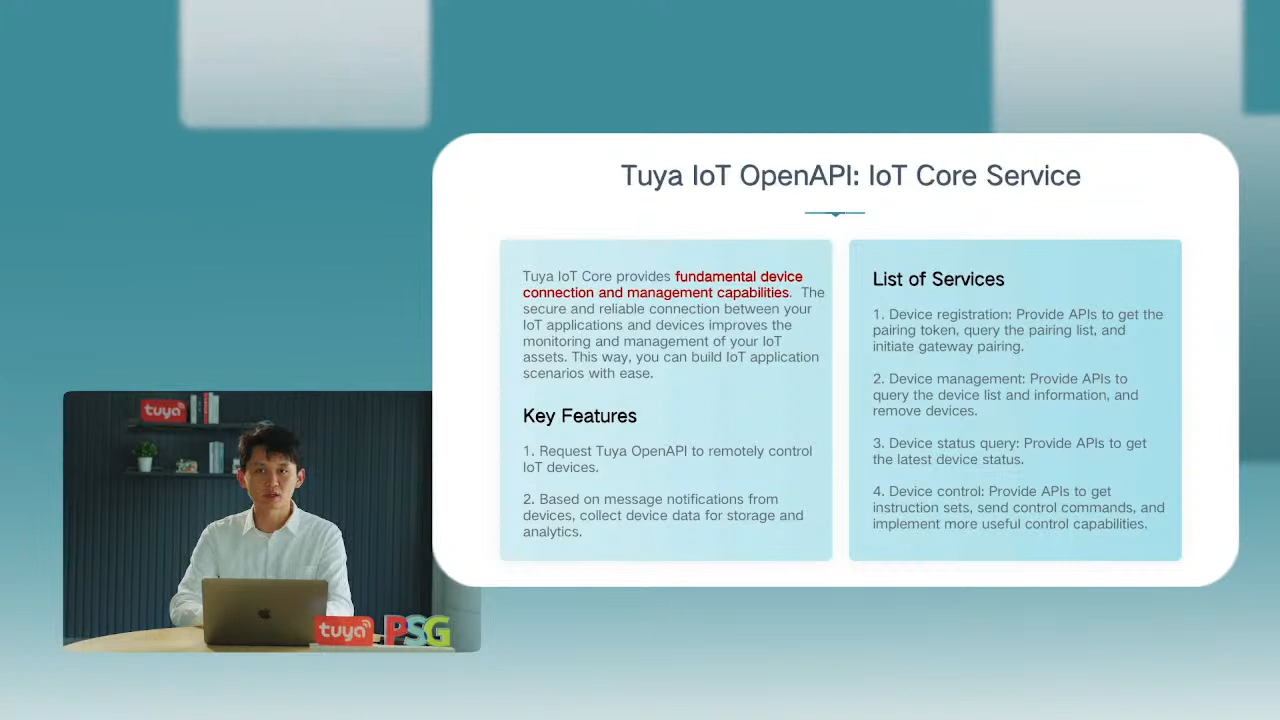 Tuya IoT OpenAPI: IoT Core Service
Tuya IoT Core provides fundamental device
connection and management capabilities. The
secure and reliable connection between your
IoT applications and devices improves the
monitoring and management of your IoT
assets. This way, you can build IoT application
scenarios with ease.
Key Features
1. Request Tuya OpenAPI to remotely control
IoT devices.
2. Based on message notifications from
devices, collect device data for storage and
analytics.
List of Services
1. Device registration: Provide APIs to get the
pairing token, query the pairing list, and
initiate gateway pairing.
2. Device management: Provide APIs to
query the device list and information, and
remove devices.
3. Device status query: Provide APIs to get
the latest device status.
4. Device control: Provide APIs to get
instruction sets, send control commands, and
implement more useful control capabilities.
tuya
tuya
PSG